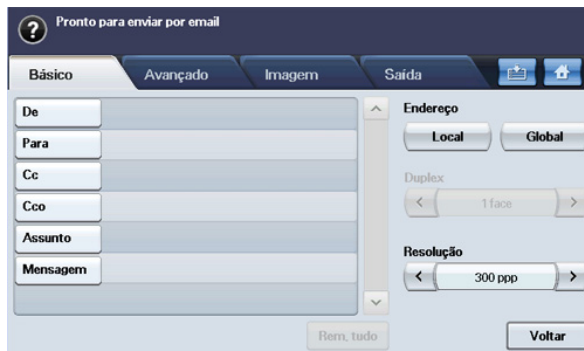 Pronto para enviar por email
Básico Avançado Imagem Saída
De
Para
Cc
Cco
Assunto
Mensagem
Endereço
Local Global
Duplex
1 face
Resolução
300 ppp
Rem. tudo
Voltar